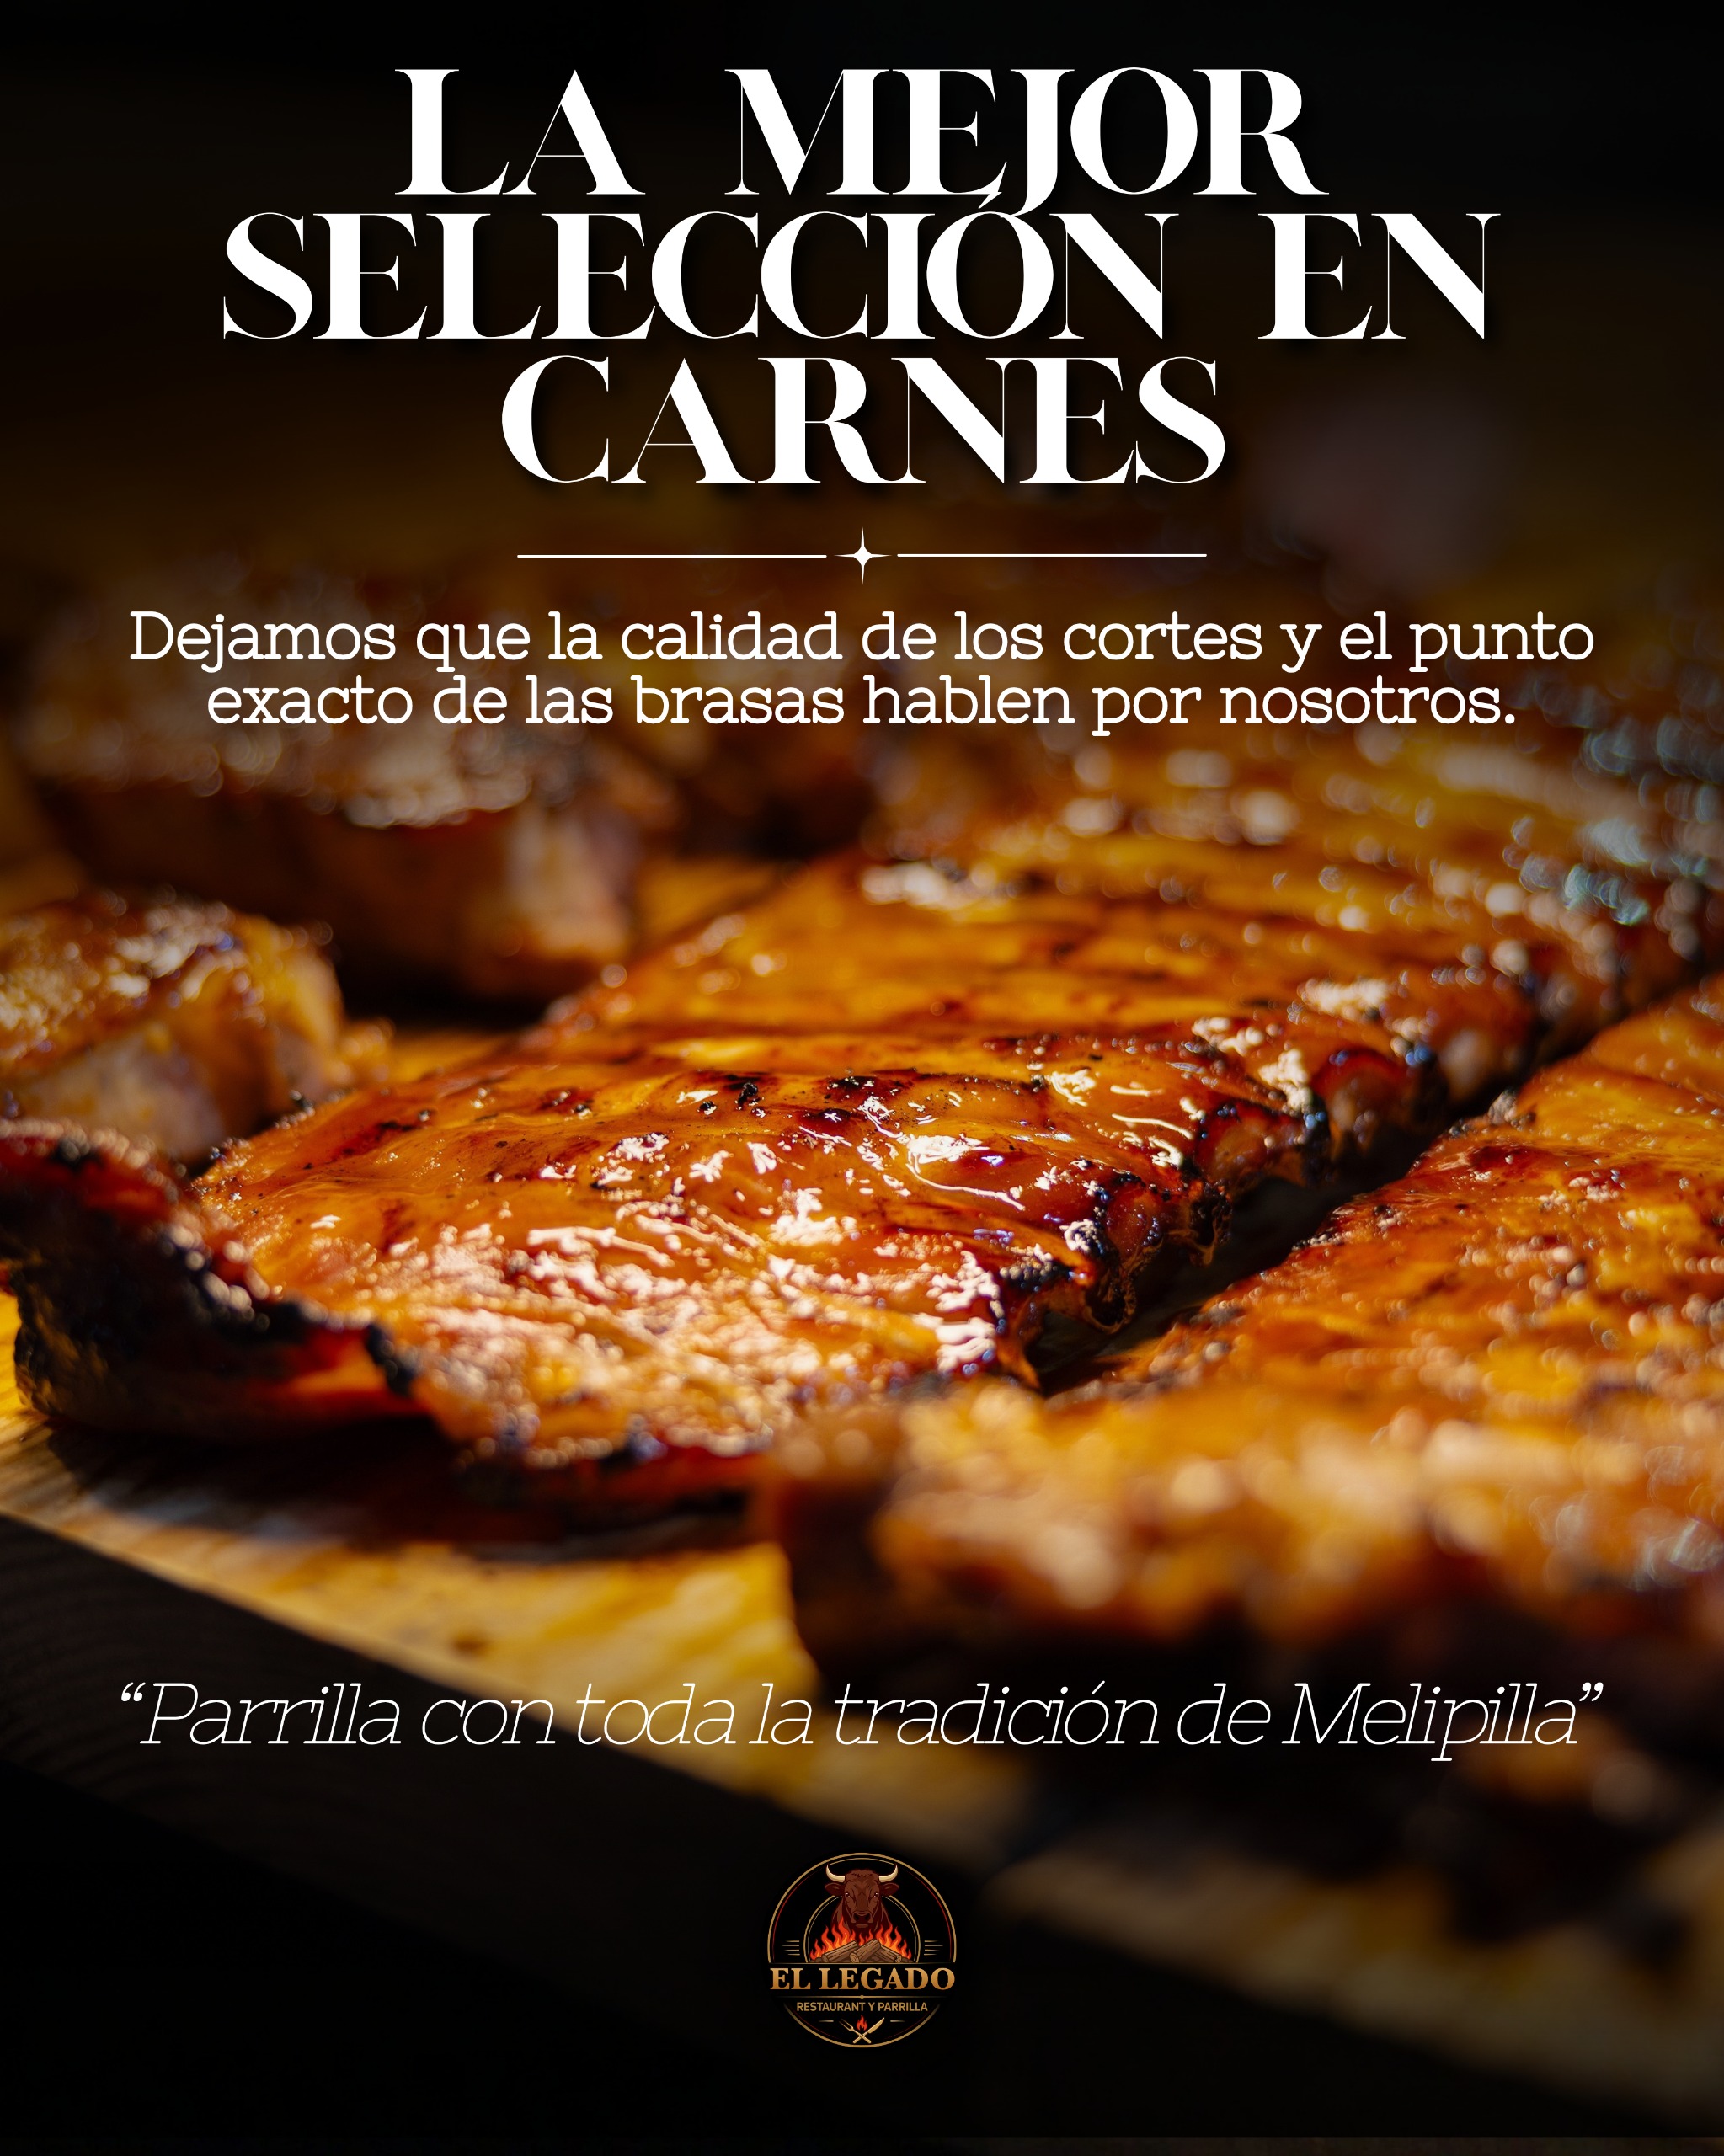 LA MEJOR
SELECCIÓN EN
CARNES
Dejamos que la calidad de los cortes y el punto
exacto de las brasas hablen por nosotros.
“Parrilla con toda la tradición de Melipilla”
EL LEGADO
RESTAURANT Y PARRILLA